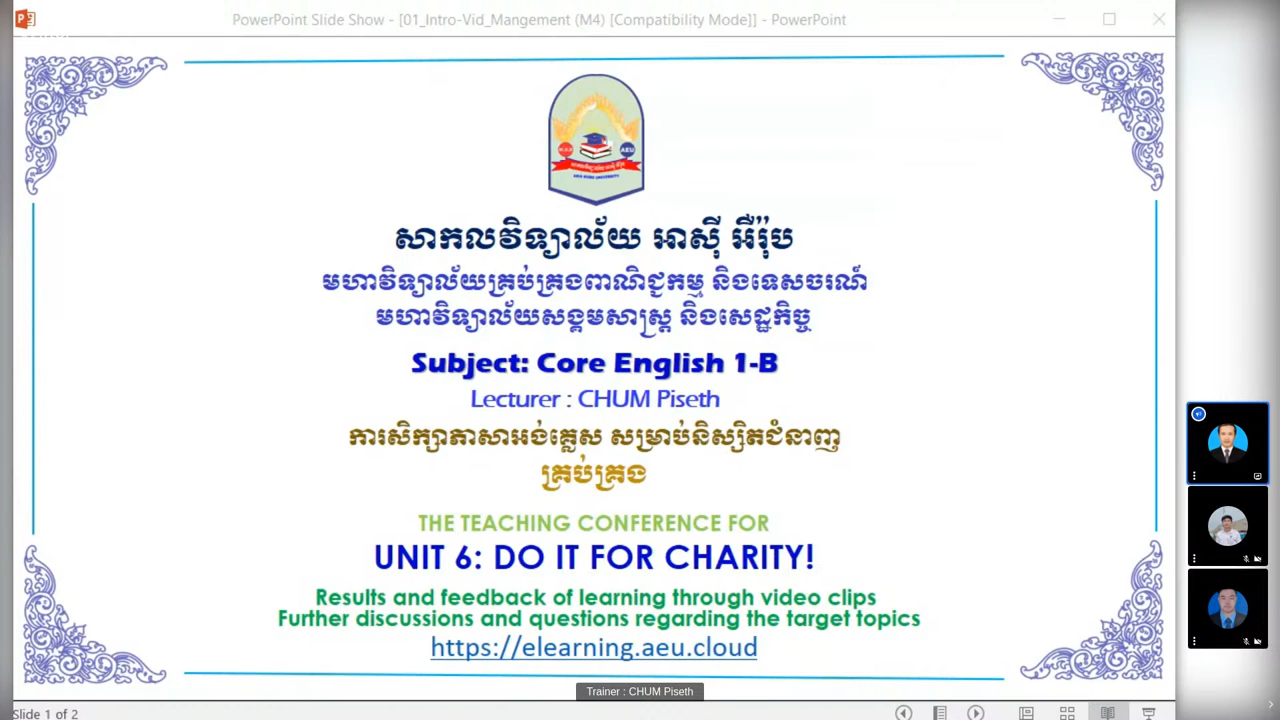 PowerPoint Slide Show - [01_Intro-Vid_Mangement (M4) [Compatibility Mode]] - PowerPoint
AEU
សាកលវិទ្យាល័យ អាស៊ី អឺរ៉ុប
មហាវិទ្យាល័យគ្រប់គ្រងពាណិជ្ជកម្ម និងទេសចរណ៍
មហាវិទ្យាល័យសង្គមសាស្ត្រ និងសេដ្ឋកិច្ច
Subject: Core English 1-B
Lecturer : CHUM Piseth
ការសិក្សាភាសាអង់គ្លេស សម្រាប់និស្សិតជំនាញ
គ្រប់គ្រង
THE TEACHING CONFERENCE FOR
UNIT 6: DO IT FOR CHARITY!
Results and feedback of learning through video clips
Further discussions and questions regarding the target topics
https://elearning.aeu.cloud
Trainer : CHUM Piseth
Slide 1 of 2